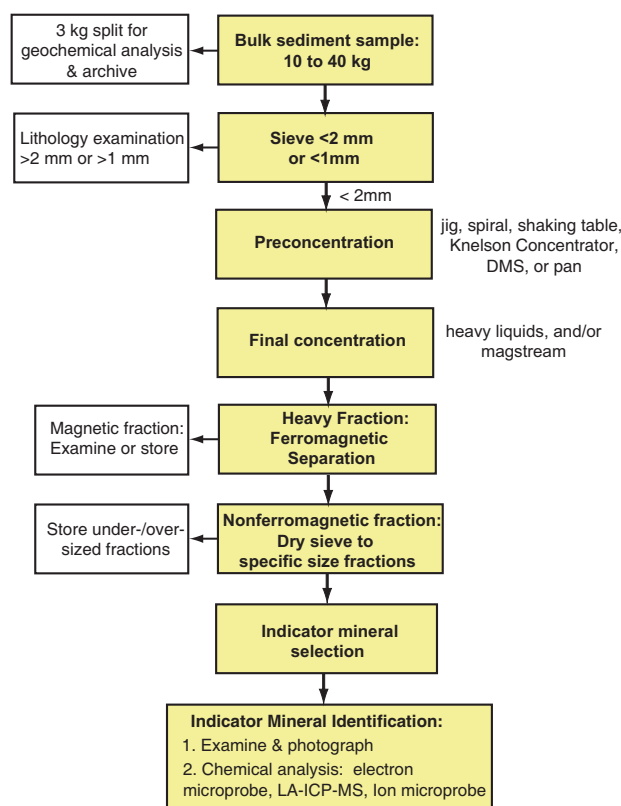 3 kg split for
geochemical analysis
& archive
Bulk sediment sample:
10 to 40 kg
Lithology examination
>2 mm or >1 mm
Sieve <2 mm
or <1mm
< 2mm
Preconcentration
jig, spiral, shaking table,
Knelson Concentrator,
DMS, or pan
Final concentration
heavy liquids, and/or
magstream
Magnetic fraction:
Examine or store
Heavy Fraction:
Ferromagnetic
Separation
Store under-/over-
sized fractions
Nonferromagnetic fraction:
Dry sieve to
specific size fractions
Indicator mineral
selection
Indicator Mineral Identification:
1. Examine & photograph
2. Chemical analysis: electron
microprobe, LA-ICP-MS, Ion microprobe